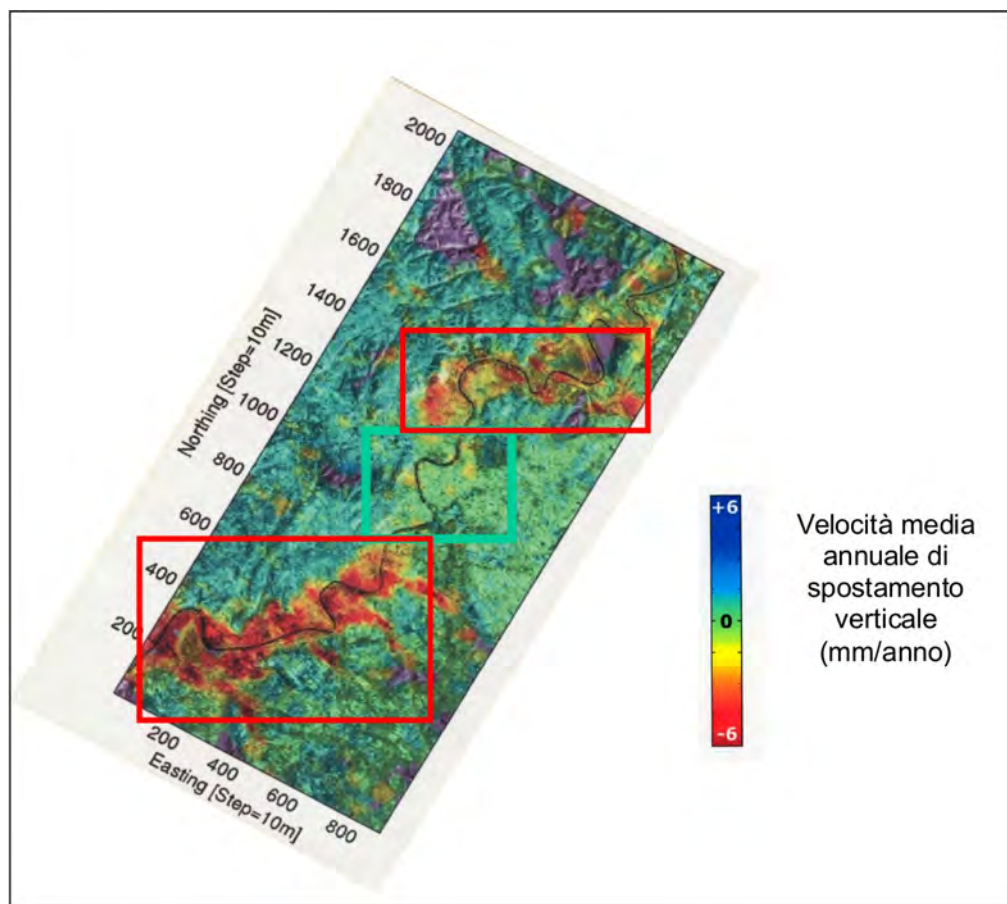 2000
1800
1600
1400
1200
1000
800
600
400
200
Northing [Step=10m]
200
400
600
800
Easting [Step=10m]
+6
0
-6
Velocità media
annuale di
spostamento
verticale
(mm/anno)